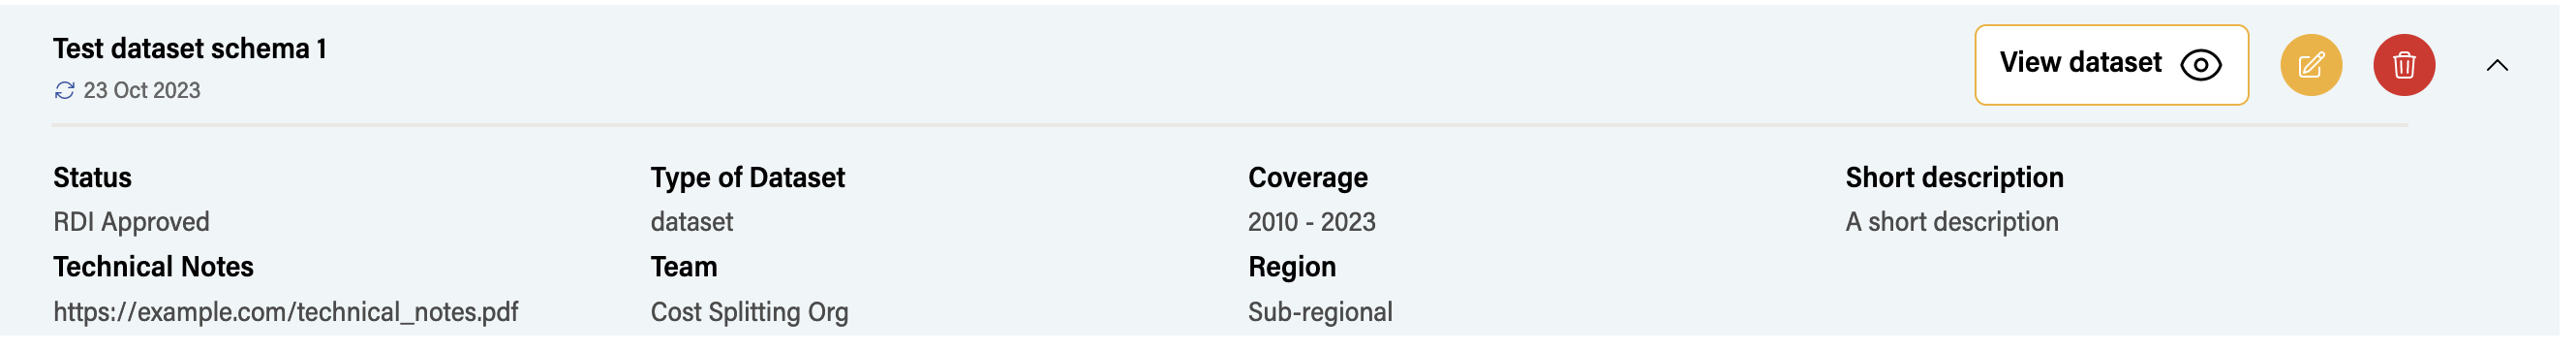 Test dataset schema 1
23 Oct 2023
View dataset
Status
RDI Approved
Type of Dataset
dataset
Coverage
2010 - 2023
Short description
A short description
Technical Notes
https://example.com/technical_notes.pdf
Team
Cost Splitting Org
Region
Sub-regional